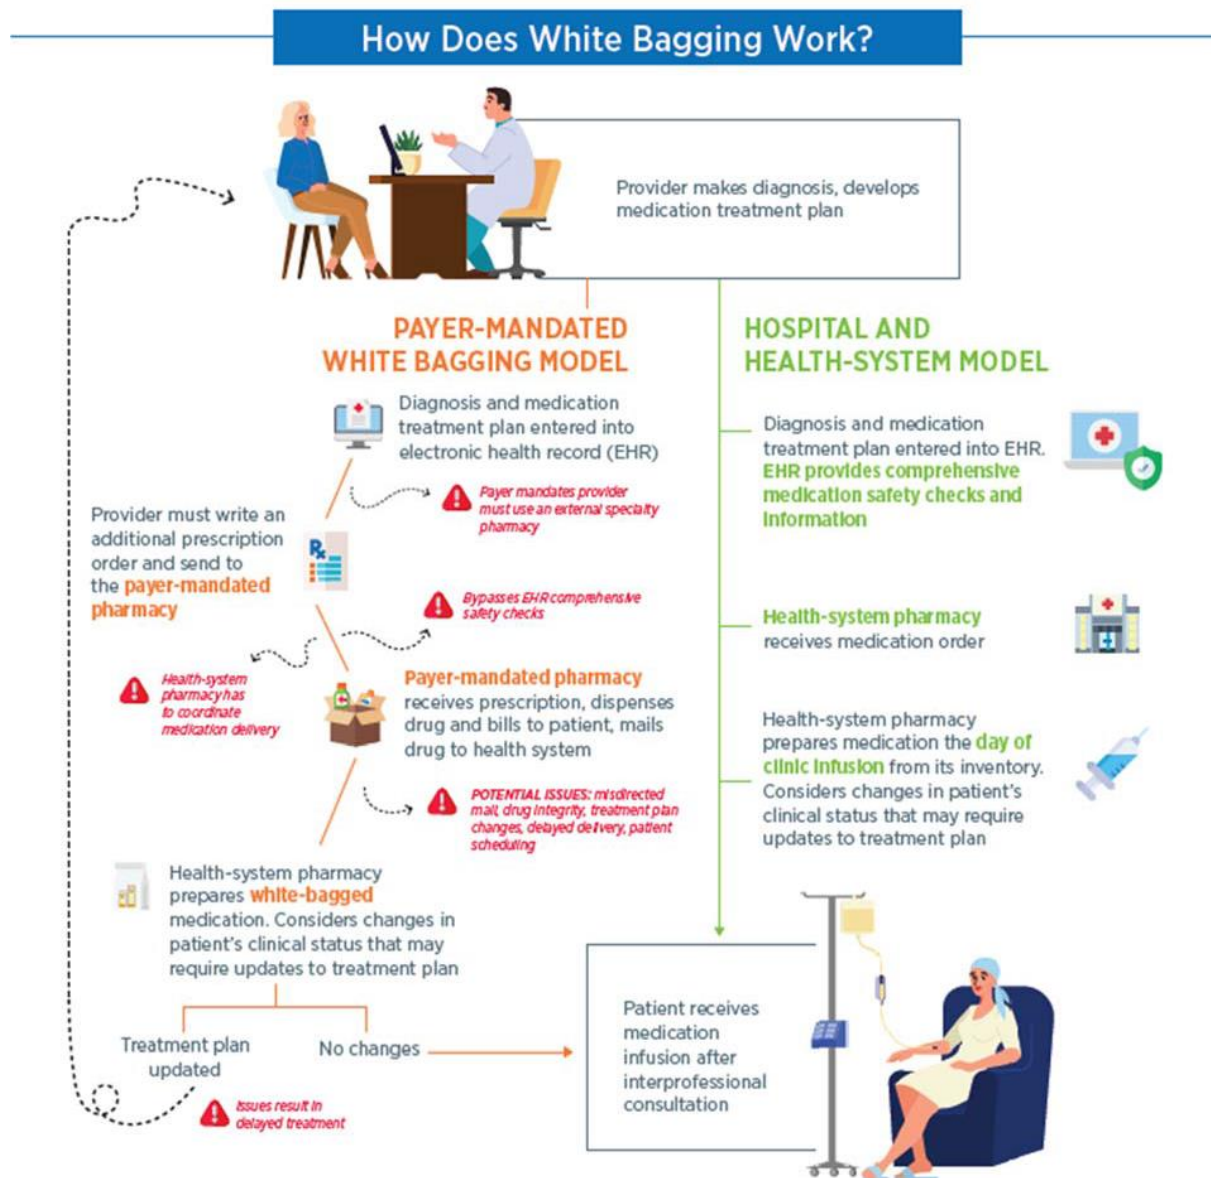 How Does White Bagging Work?
Provider makes diagnosis, develops
medication treatment plan
PAYER-MANDATED
WHITE BAGGING MODEL
Diagnosis and medication
treatment plan entered into
electronic health record (EHR)
Payer mandates provider
must use an external specialty
pharmacy
Provider must write an
additional prescription
order and send to
the payer-mandated
pharmacy
Rx
Bypasses EHR comprehensive
safety checks
Health-system
pharmacy has
to coordinate
medication delivery
Payer-mandated pharmacy
receives prescription, dispenses
drug and bills to patient, mails
drug to health system
POTENTIAL ISSUES: misdirected
mail, drug integrity, treatment plan
changes, delayed delivery, patient
scheduling
Health-system pharmacy
prepares white-bagged
medication. Considers changes in
patient's clinical status that may
require updates to treatment plan
Treatment plan
updated
No changes
Issues result in
delayed treatment
HOSPITAL AND
HEALTH-SYSTEM MODEL
Diagnosis and medication
treatment plan entered into EHR.
EHR provides comprehensive
medication safety checks and
information
Health-system pharmacy
receives medication order
Health-system pharmacy
prepares medication the day of
clinic infusion from its inventory.
Considers changes in patient's
clinical status that may require
updates to treatment plan
Patient receives
medication
infusion after
interprofessional
consultation